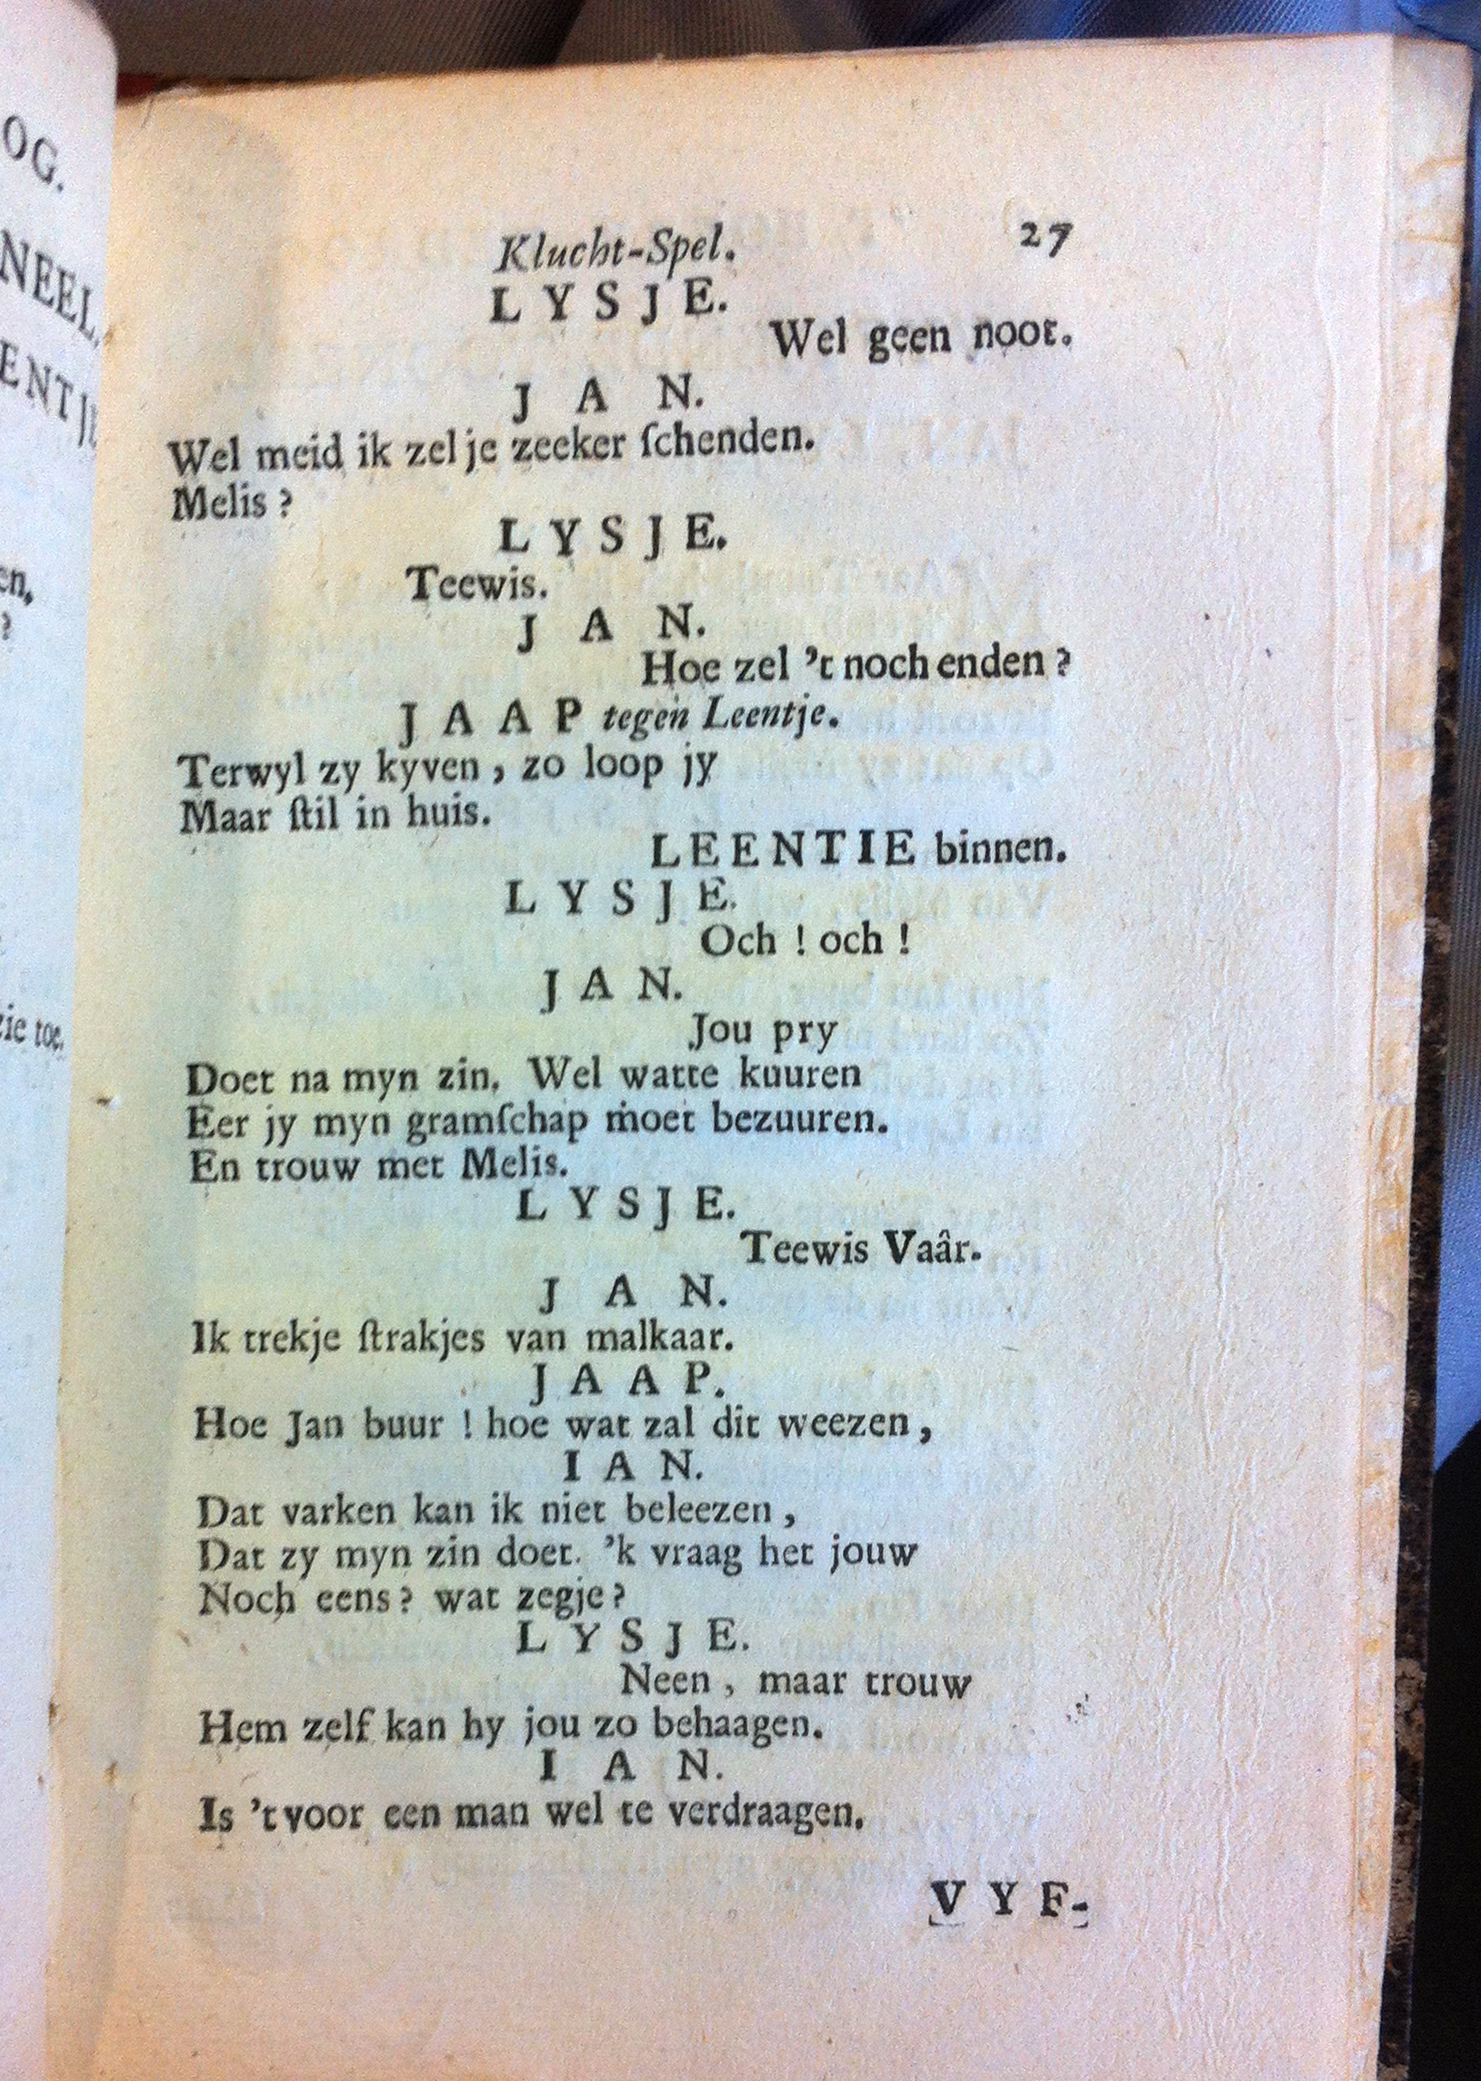 OG.
NEEL.
en,
?
zie toe.
Klucht-Spel. 27
LYSJE.
Wel geen noot.
JAN.
Wel meid ik zel je zeeker ſchenden.
Melis?
LYSJE.
Teewis.
JAN.
Hoe zel 't noch enden?
JAAP tegen Leentje.
Terwyl zy kyven, zo loop jy
Maar ſtil in huis.
LEENTIE binnen.
LYSJE.
Och! och!
JAN.
Jou pry
Doet na myn zin. Wel watte kuuren
Eer jy myn gramſchap moet bezuuren.
En trouw met Melis.
LYSJE.
Teewis Vaâr.
JAN.
Ik trekje ſtrakjes van malkaar.
JAAP.
Hoe Jan buur! hoe wat zal dit weezen,
IAN.
Dat varken kan ik niet beleezen,
Dat zy myn zin doet. 'k vraag het jouw
Noch eens? wat zegje?
LYSJE.
Neen, maar trouw
Hem zelf kan hy jou zo behaagen.
IAN.
Is 't voor een man wel te verdraagen.
VYF-